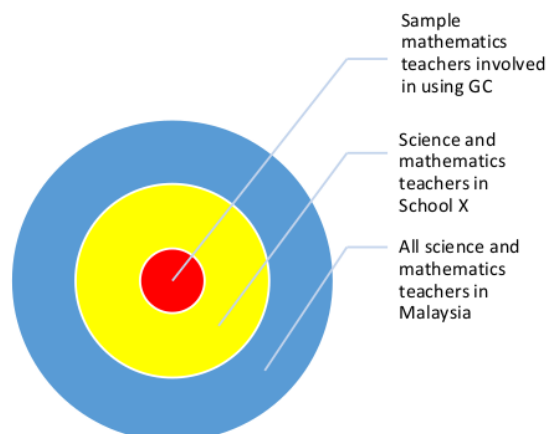 Sample
mathematics
teachers involved
in using GC
Science and
mathematics
teachers in
School X
All science and
mathematics
teachers in
Malaysia